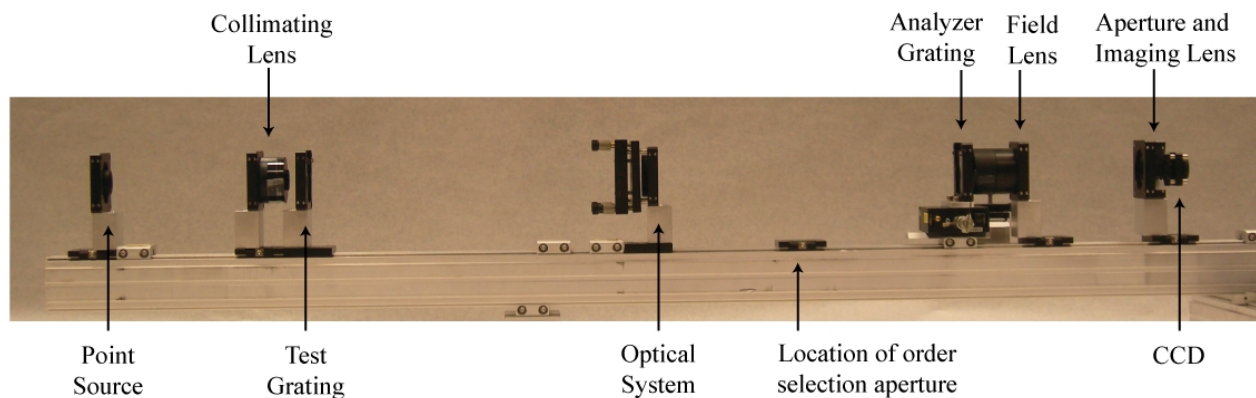 Collimating
Lens
Analyzer
Grating
Field
Lens
Aperture and
Imaging Lens
Point
Source
Test
Grating
Optical
System
Location of order
selection aperture
CCD